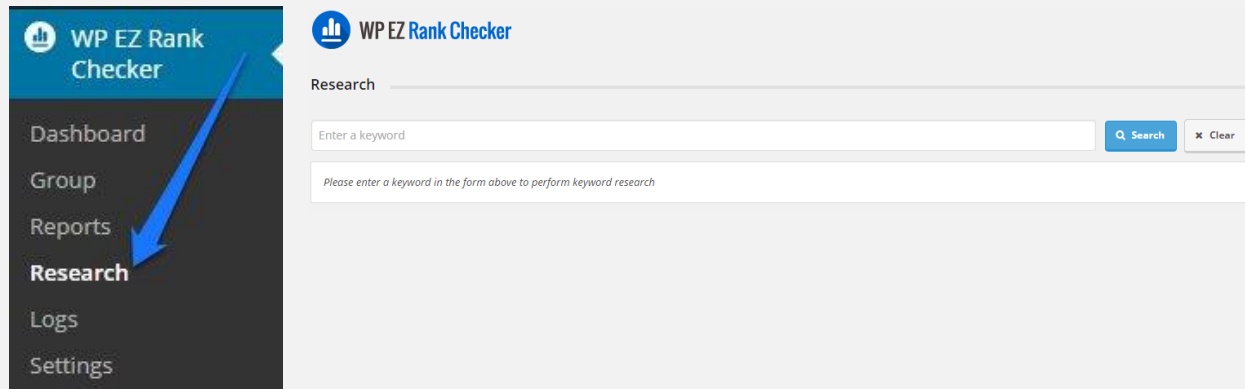 WP EZ Rank
Checker
Dashboard
Group
Reports
Research
Logs
Settings
WP EZ Rank Checker
Research
Enter a keyword
Search
Clear
Please enter a keyword in the form above to perform keyword research